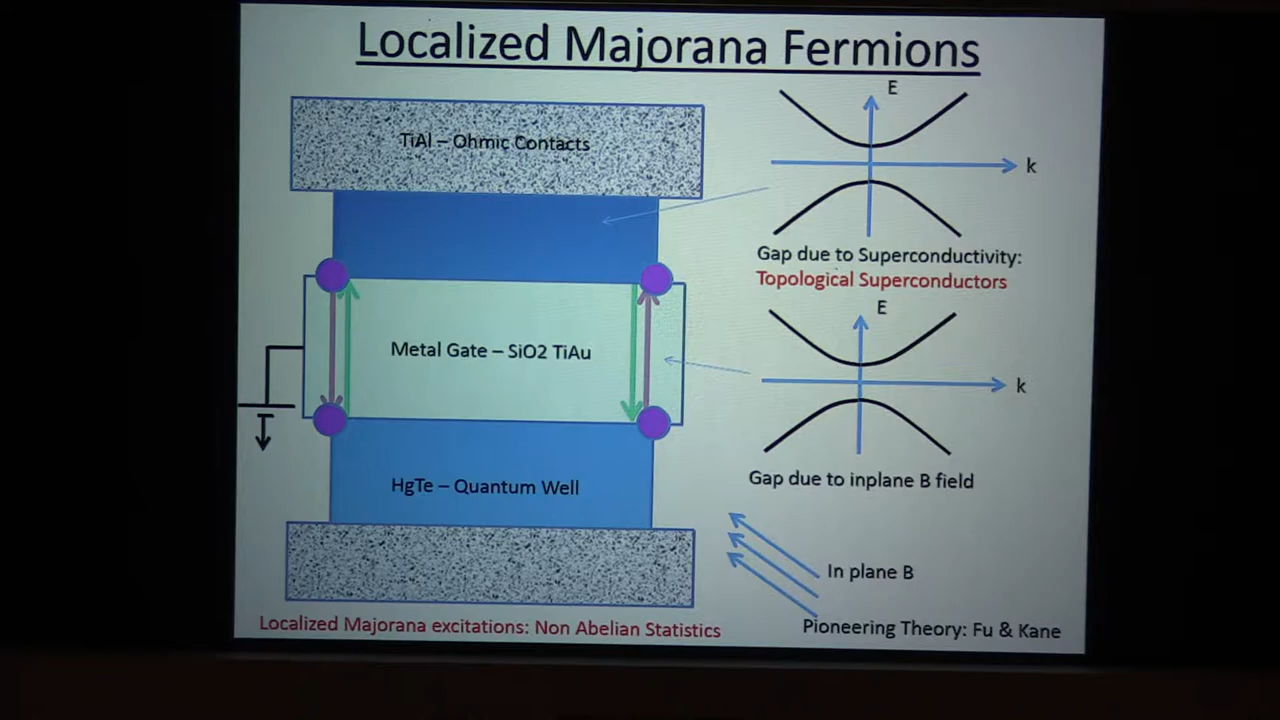 Localized Majorana Fermions
TiAl – Ohmic Contacts
E
k
Gap due to Superconductivity:
Topological Superconductors
E
Metal Gate – SiO2 TiAu
k
Gap due to inplane B field
HgTe – Quantum Well
In plane B
Localized Majorana excitations: Non Abelian Statistics
Pioneering Theory: Fu & Kane